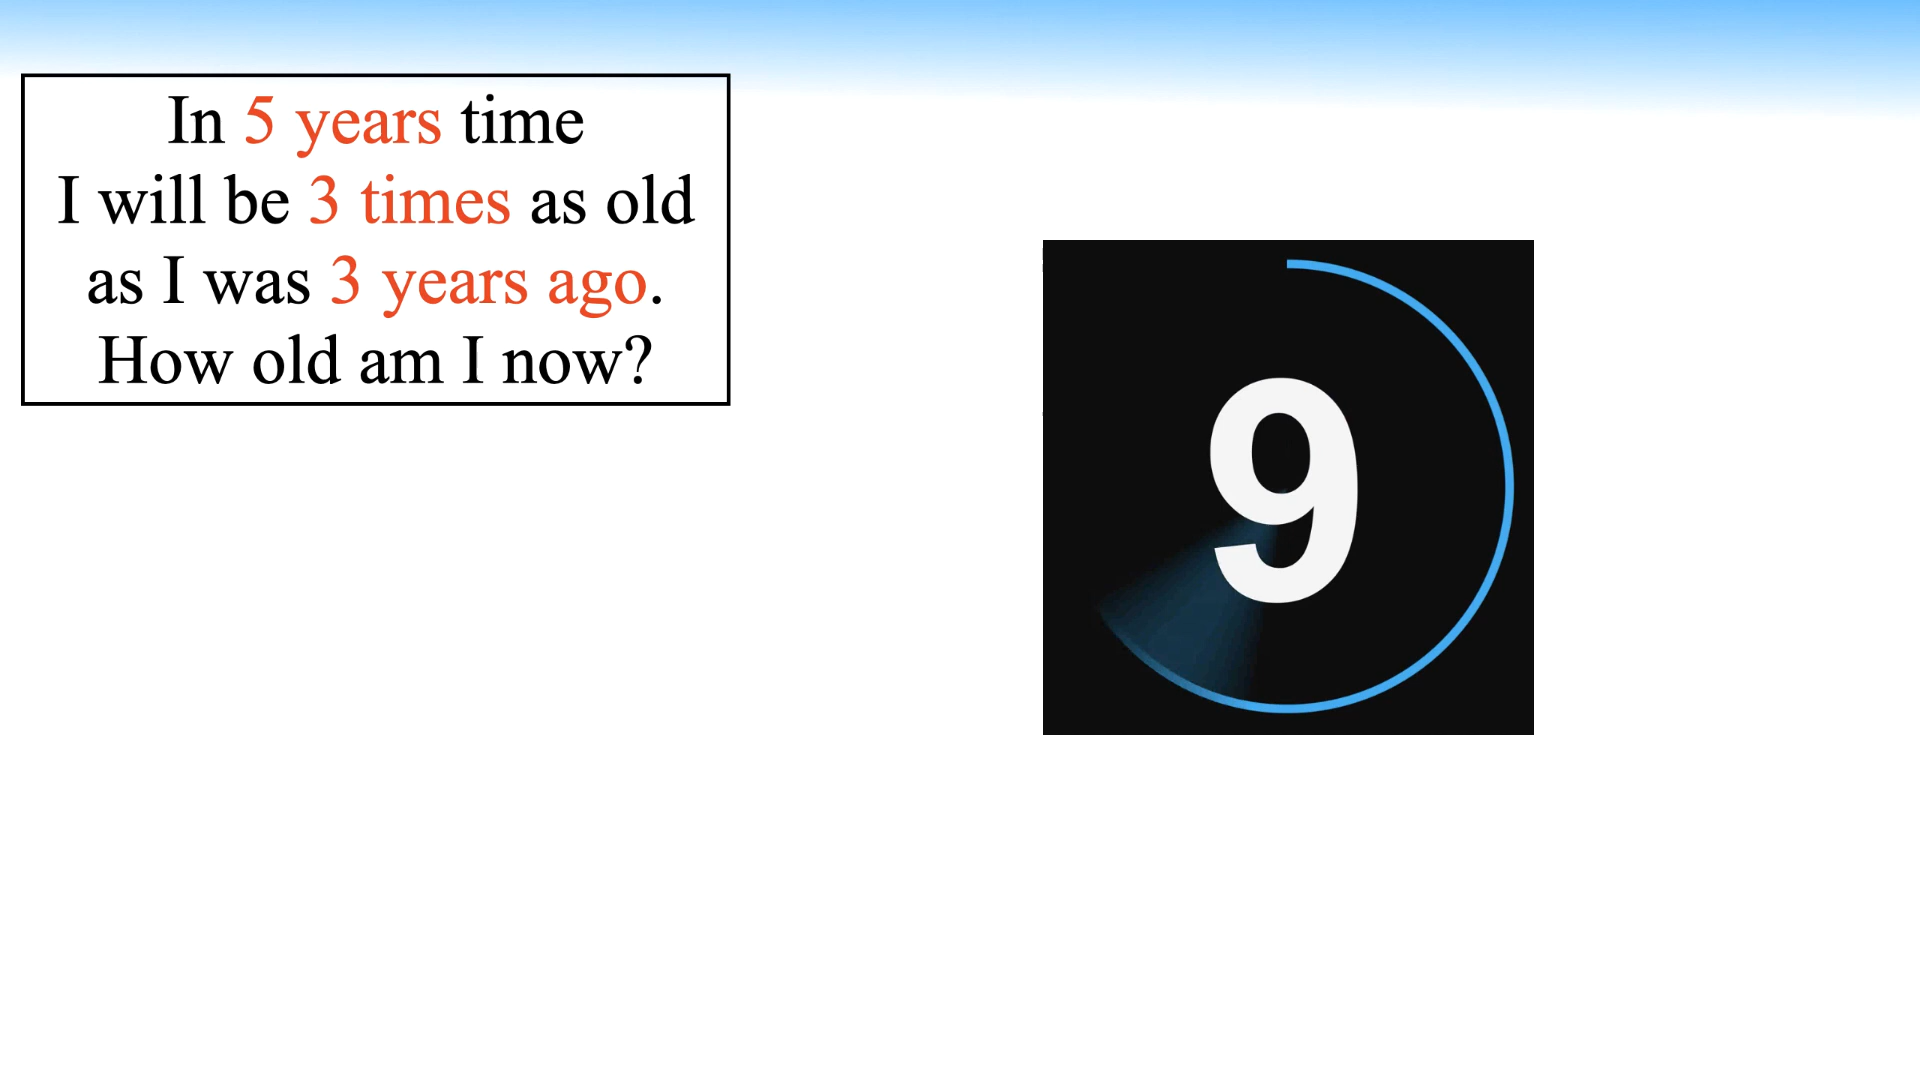 In 5 years time
I will be 3 times as old
as I was 3 years ago.
How old am I now?
9